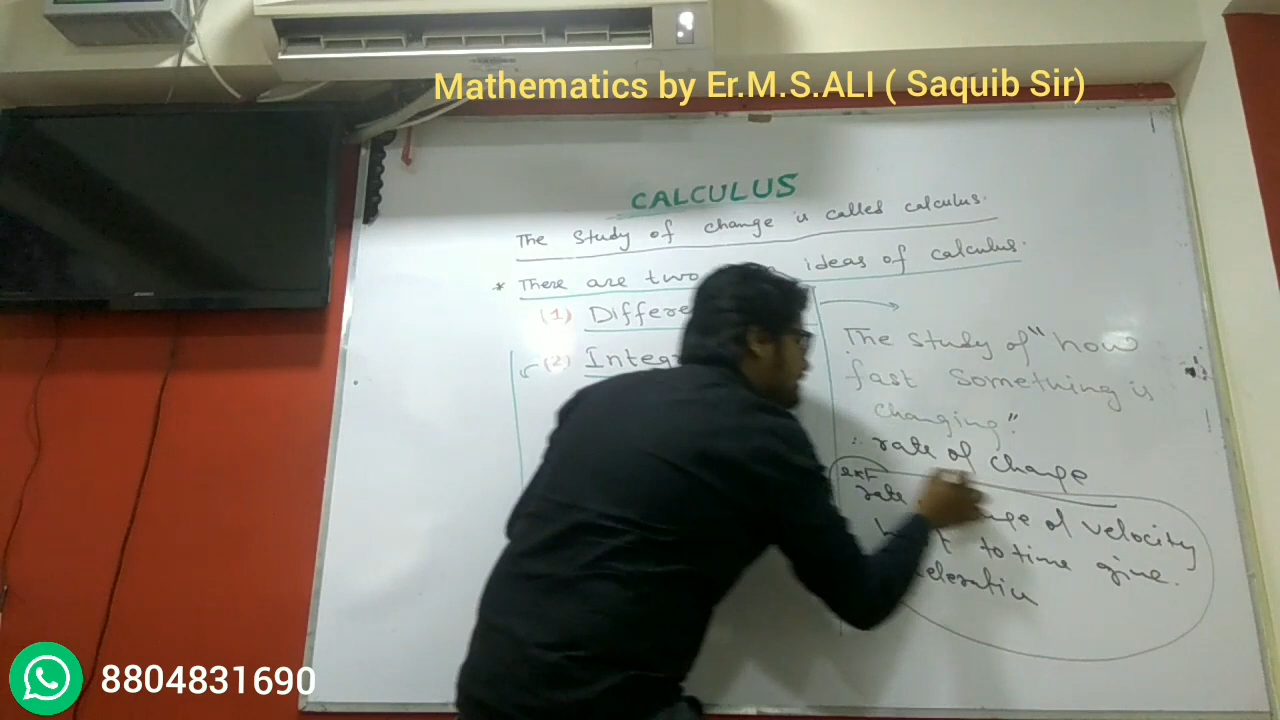 Mathematics by Er.M.S.ALI ( Saquib Sir)
CALCULUS
The study of change is called calculus.
* There are two ideas of calculus.
(1) Differe
(2) Integr
The study of "how
fast something is
changing".
∴ rate of change
ext
rate of velocity
to time give.
8804831690